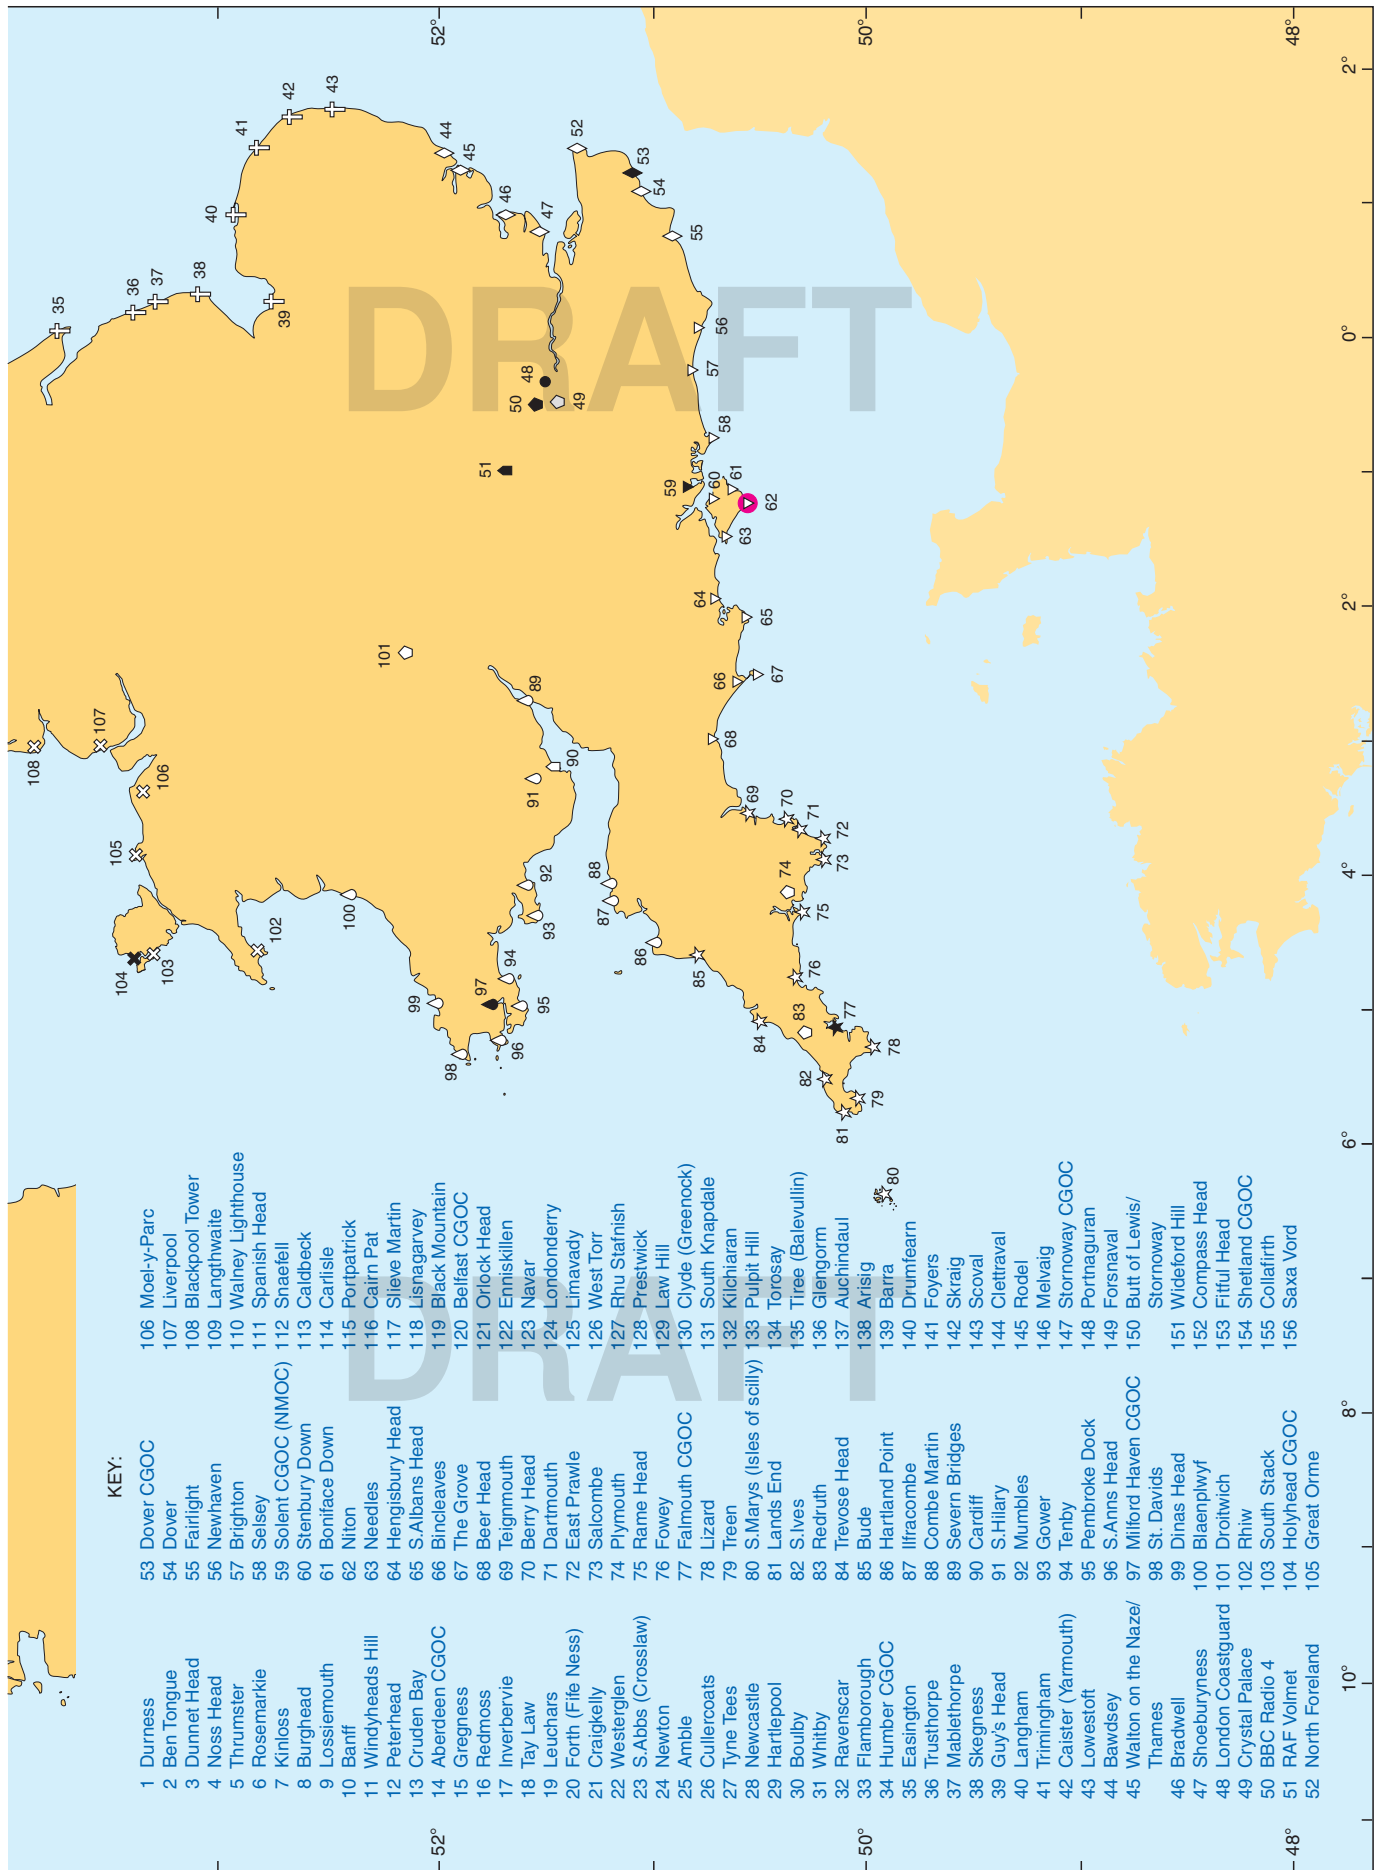 KEY:
1 Durness
2 Ben Tongue
3 Dunnet Head
4 Noss Head
5 Thrumster
6 Rosemarkie
7 Kinloss
8 Burghead
9 Lossiemouth
10 Banff
11 Windyheads Hill
12 Peterhead
13 Cruden Bay
14 Aberdeen CGOC
15 Gregness
16 Redmoss
17 Inverbervie
18 Tay Law
19 Leuchars
20 Forth (Fife Ness)
21 Craigkelly
22 Westerglen
23 S.Abbs (Crosslaw)
24 Newton
25 Amble
26 Cullercoats
27 Tyne Tees
28 Newcastle
29 Hartlepool
30 Boulby
31 Whitby
32 Ravenscar
33 Flamborough
34 Humber CGOC
35 Easington
36 Trusthorpe
37 Mablethorpe
38 Skegness
39 Guy's Head
40 Langham
41 Trimingham
42 Caister (Yarmouth)
43 Lowestoft
44 Bawdsey
45 Walton on the Naze/
Thames
46 Bradwell
47 Shoeburyness
48 London Coastguard
49 Crystal Palace
50 BBC Radio 4
51 RAF Volmet
52 North Foreland
53 Dover CGOC
54 Dover
55 Fairlight
56 Newhaven
57 Brighton
58 Selsey
59 Solent CGOC (NMOC)
60 Stenbury Down
61 Boniface Down
62 Niton
63 Needles
64 Hengisbury Head
65 S.Albans Head
66 Bincleaves
67 The Grove
68 Beer Head
69 Teignmouth
70 Berry Head
71 Dartmouth
72 East Prawle
73 Salcombe
74 Plymouth
75 Rame Head
76 Fowey
77 Falmouth CGOC
78 Lizard
79 Treen
80 S.Marys (Isles of scilly)
81 Lands End
82 S.Ives
83 Redruth
84 Trevose Head
85 Bude
86 Hartland Point
87 Ilfracombe
88 Combe Martin
89 Severn Bridges
90 Cardiff
91 S.Hilary
92 Mumbles
93 Gower
94 Tenby
95 Pembroke Dock
96 S.Anns Head
97 Milford Haven CGOC
98 St. Davids
99 Dinas Head
100 Blaenplwyf
101 Droitwich
102 Rhiw
103 South Stack
104 Holyhead CGOC
105 Great Orme
106 Moel-y-Parc
107 Liverpool
108 Blackpool Tower
109 Langthwaite
110 Walney Lighthouse
111 Spanish Head
112 Snaefell
113 Caldbeck
114 Carlisle
115 Portpatrick
116 Cairn Pat
117 Slieve Martin
118 Lisnagarvey
119 Black Mountain
120 Belfast CGOC
121 Orlock Head
122 Enniskillen
123 Navar
124 Londonderry
125 Limavady
126 West Torr
127 Rhu Stafnish
128 Prestwick
129 Law Hill
130 Clyde (Greenock)
131 South Knapdale
132 Kilchiaran
133 Pulpit Hill
134 Torosay
135 Tiree (Balevullin)
136 Glengorm
137 Auchindaul
138 Arisig
139 Barra
140 Drumfearn
141 Foyers
142 Skraig
143 Scoval
144 Clettraval
145 Rodel
146 Melvaig
147 Stornoway CGOC
148 Portnaguran
149 Forsnaval
150 Butt of Lewis/
Stornoway
151 Wideford Hill
152 Compass Head
153 Fitful Head
154 Shetland CGOC
155 Collafirth
156 Saxa Vord
DRAFT
DRAFT
52°
50°
48°
52°
50°
48°
10°
8°
6°
4°
2°
0°
2°
35
36
37
38
39
40
41
42
43
44
45
46
47
48
49
50
51
52
53
54
55
56
57
58
59
60
61
62
63
64
65
66
67
68
69
70
71
72
73
74
75
76
77
78
79
80
81
82
83
84
85
86
87
88
89
90
91
92
93
94
95
96
97
98
99
100
101
102
103
104
105
106
107
108